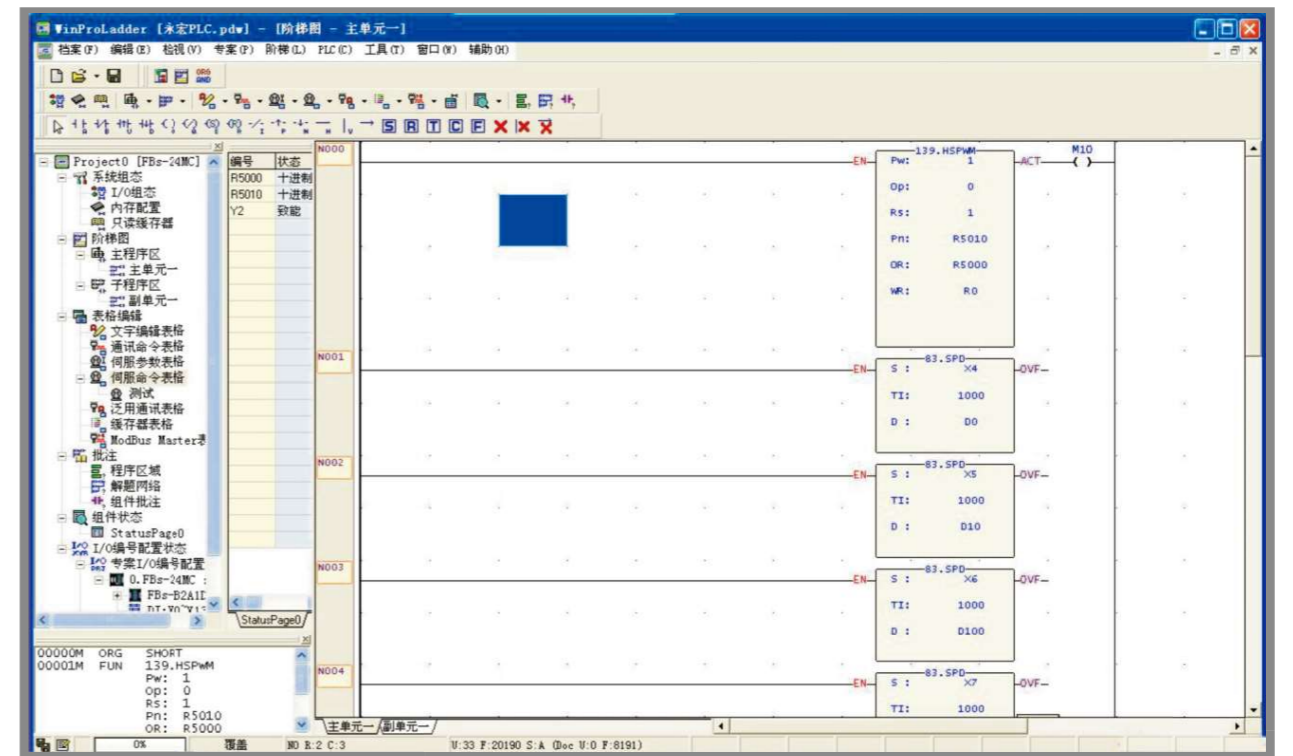 WinProLadder [永宏PLC.pdw] - [阶梯图 - 主单元一]
档案(F) 编辑(E) 检视(V) 专案(P) 阶梯(L) PLC(C) 工具(T) 窗口(W) 辅助(H)
S R T C F
Project0 [FBs-24MC]
系统组态
I/O组态
内存配置
只读缓存器
阶梯图
主程序区
主单元一
子程序区
副单元一
表格编辑
文字编辑表格
通讯命令表格
伺服参数表格
伺服命令表格
测试
泛用通讯表格
缓存器表格
ModBus Master
批注
程序区域
解题网络
组件批注
组件状态
StatusPage0
I/O编号配置状态
专案I/O编号配置
0.FBs-24MC :
FBs-B2A1D
编号 状态
R5000 十进制
R5010 十进制
Y2 致能
StatusPage0
00000M ORG SHORT
00001M FUN 139.HSPWM
Pw: 1
Op: 0
RS: 1
Pn: R5010
OR: R5000
N000
139.HSPWM
EN Pw: 1 ACT M10
Op: 0
Rs: 1
Pn: R5010
OR: R5000
WR: R0
N001
83.SPD
EN S : X4 OVF
TI: 1000
D : D0
N002
83.SPD
EN S : X5 OVF
TI: 1000
D : D10
N003
83.SPD
EN S : X6 OVF
TI: 1000
D : D100
N004
83.SPD
EN S : X7 OVF
TI: 1000
主单元一 副单元一
0% 覆盖 N0 R:2 C:3 U:33 F:20190 S:A (Doc U:0 F:8191)